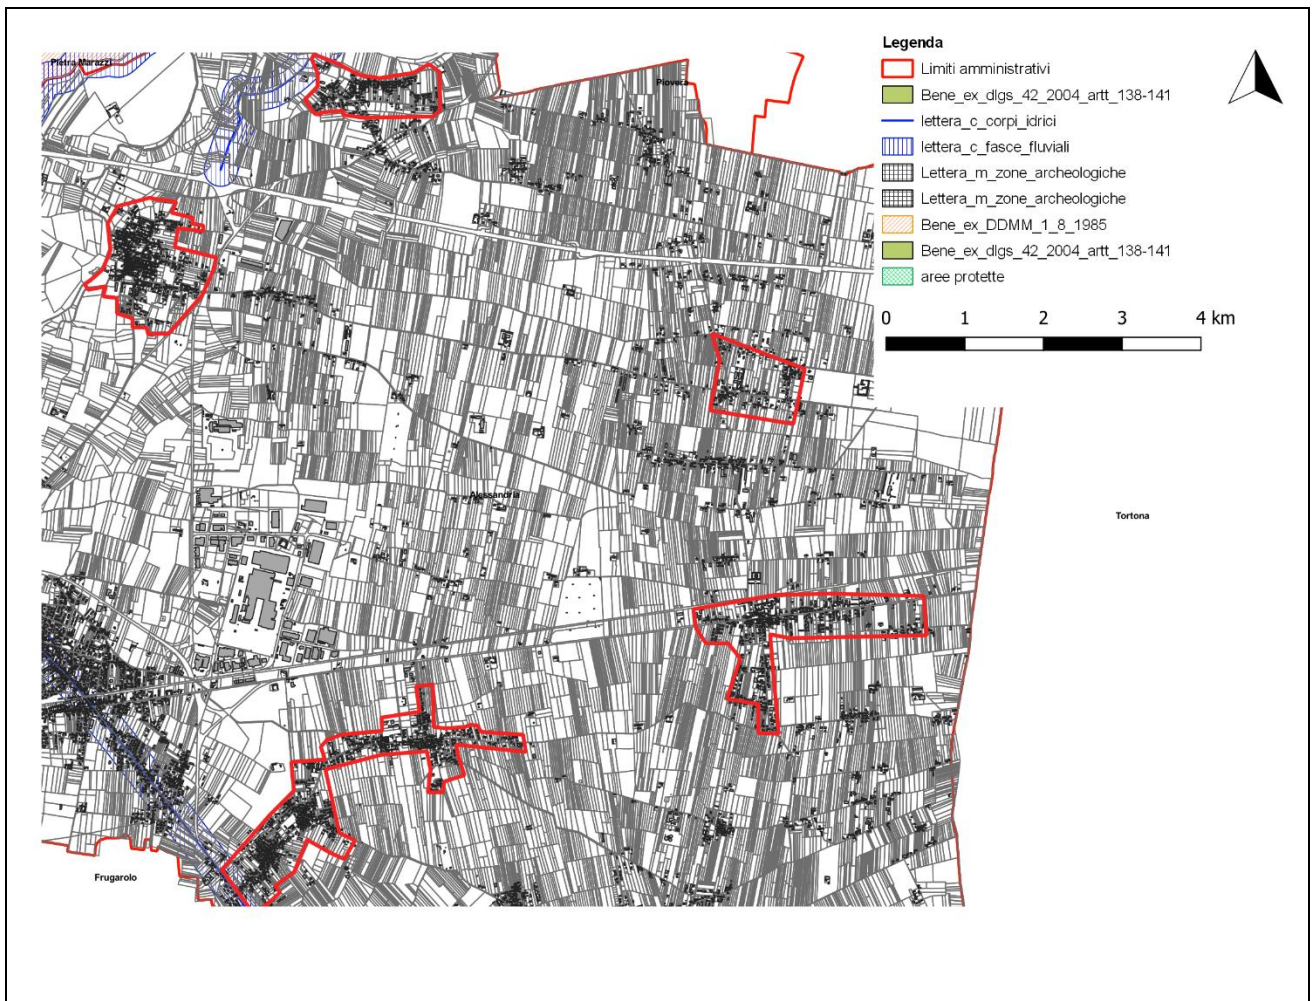 Legenda
Limiti amministrativi
Bene_ex_dlgs_42_2004_artt_138-141
lettera_c_corpi_idrici
lettera_c_fasce_fluviali
Lettera_m_zone_archeologiche
Lettera_m_zone_archeologiche
Bene_ex_DDMM_1_8_1985
Bene_ex_dlgs_42_2004_artt_138-141
aree protette
0 1 2 3 4 km
Pietra Marazzi
Piovera
Alessandria
Tortona
Frugarolo